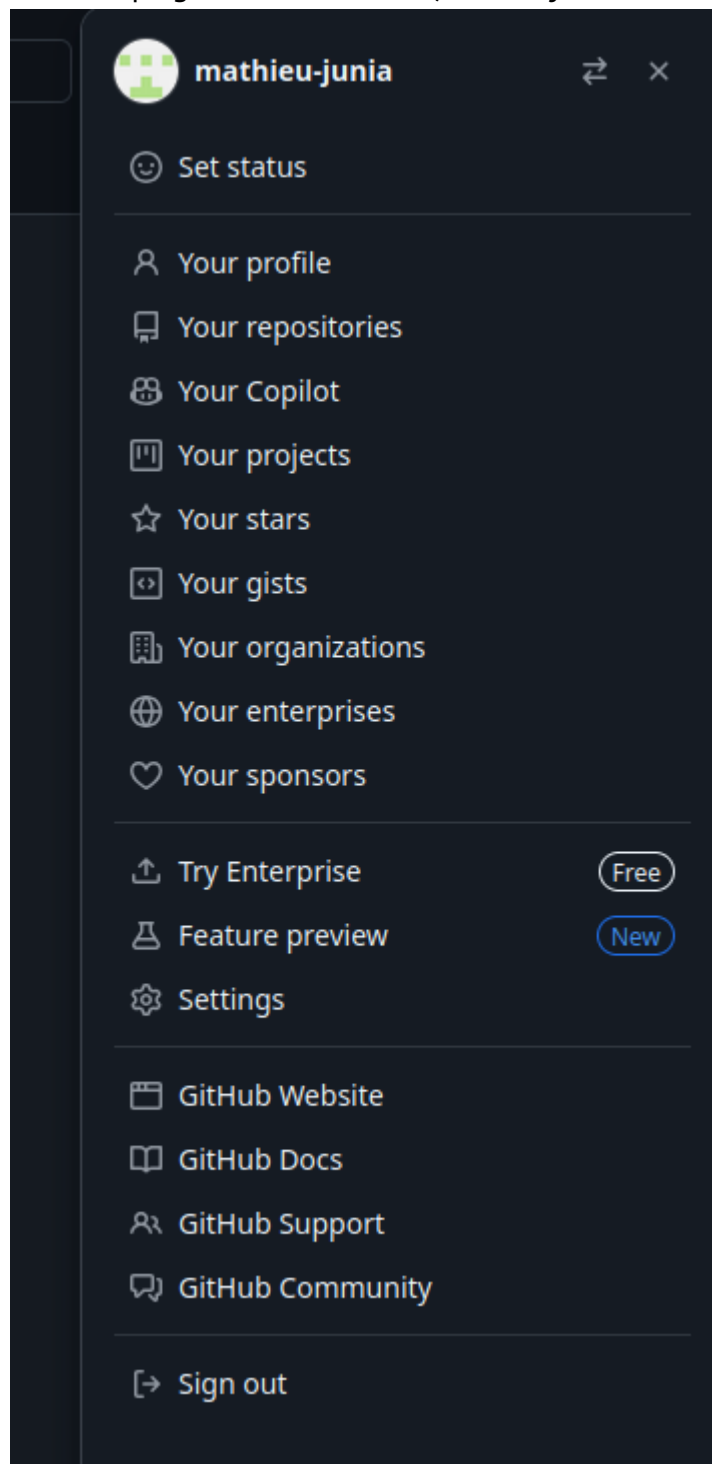 mathieu-junia
Set status
Your profile
Your repositories
Your Copilot
Your projects
Your stars
Your gists
Your organizations
Your enterprises
Your sponsors
Try Enterprise Free
Feature preview New
Settings
GitHub Website
GitHub Docs
GitHub Support
GitHub Community
Sign out